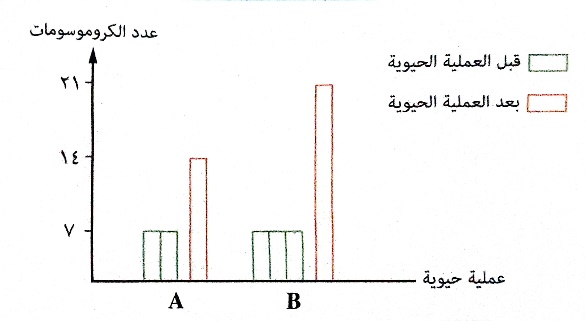 عدد الكروموسومات
قبل العملية الحيوية
بعد العملية الحيوية
٢١
١٤
٧
عملية حيوية
A B